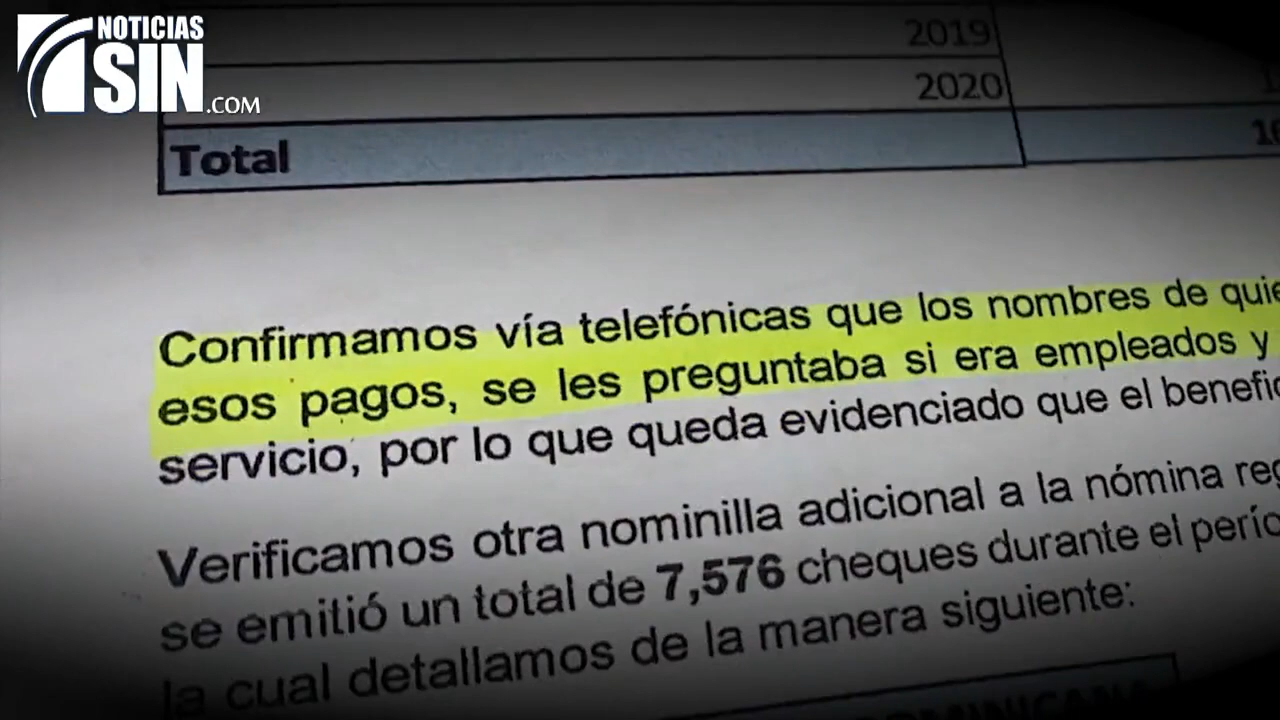 NOTICIAS
SIN.COM
2019
2020
Total
Confirmamos vía telefónicas que los nombres de
esos pagos, se les preguntaba si era empleados y
servicio, por lo que queda evidenciado que el
Verificamos otra nominilla adicional a la nómina
se emitió un total de 7,576 cheques durante el
la cual detallamos de la manera siguiente: